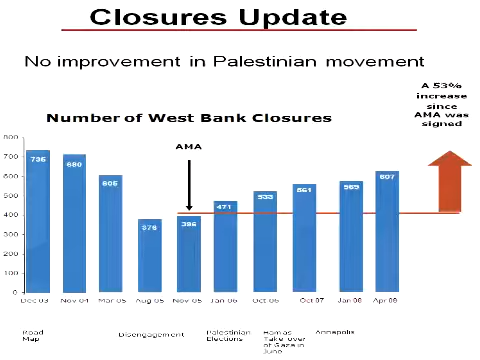 Closures Update
No improvement in Palestinian movement
A 53%
increase
since
AMA was
signed
Number of West Bank Closures
AMA
800
700
600
500
400
300
200
100
0
680
605
376
396
471
533
561
569
607
Dec 03 Nov 04 Mar 05 Aug 05 Nov 05 Jan 06 Oct 06 Oct 07 Jan 08 Apr 08
Road
Map
Disengagement
Palestinian
Elections
Hamas
Take over
of Gaza in
June
Annapolis